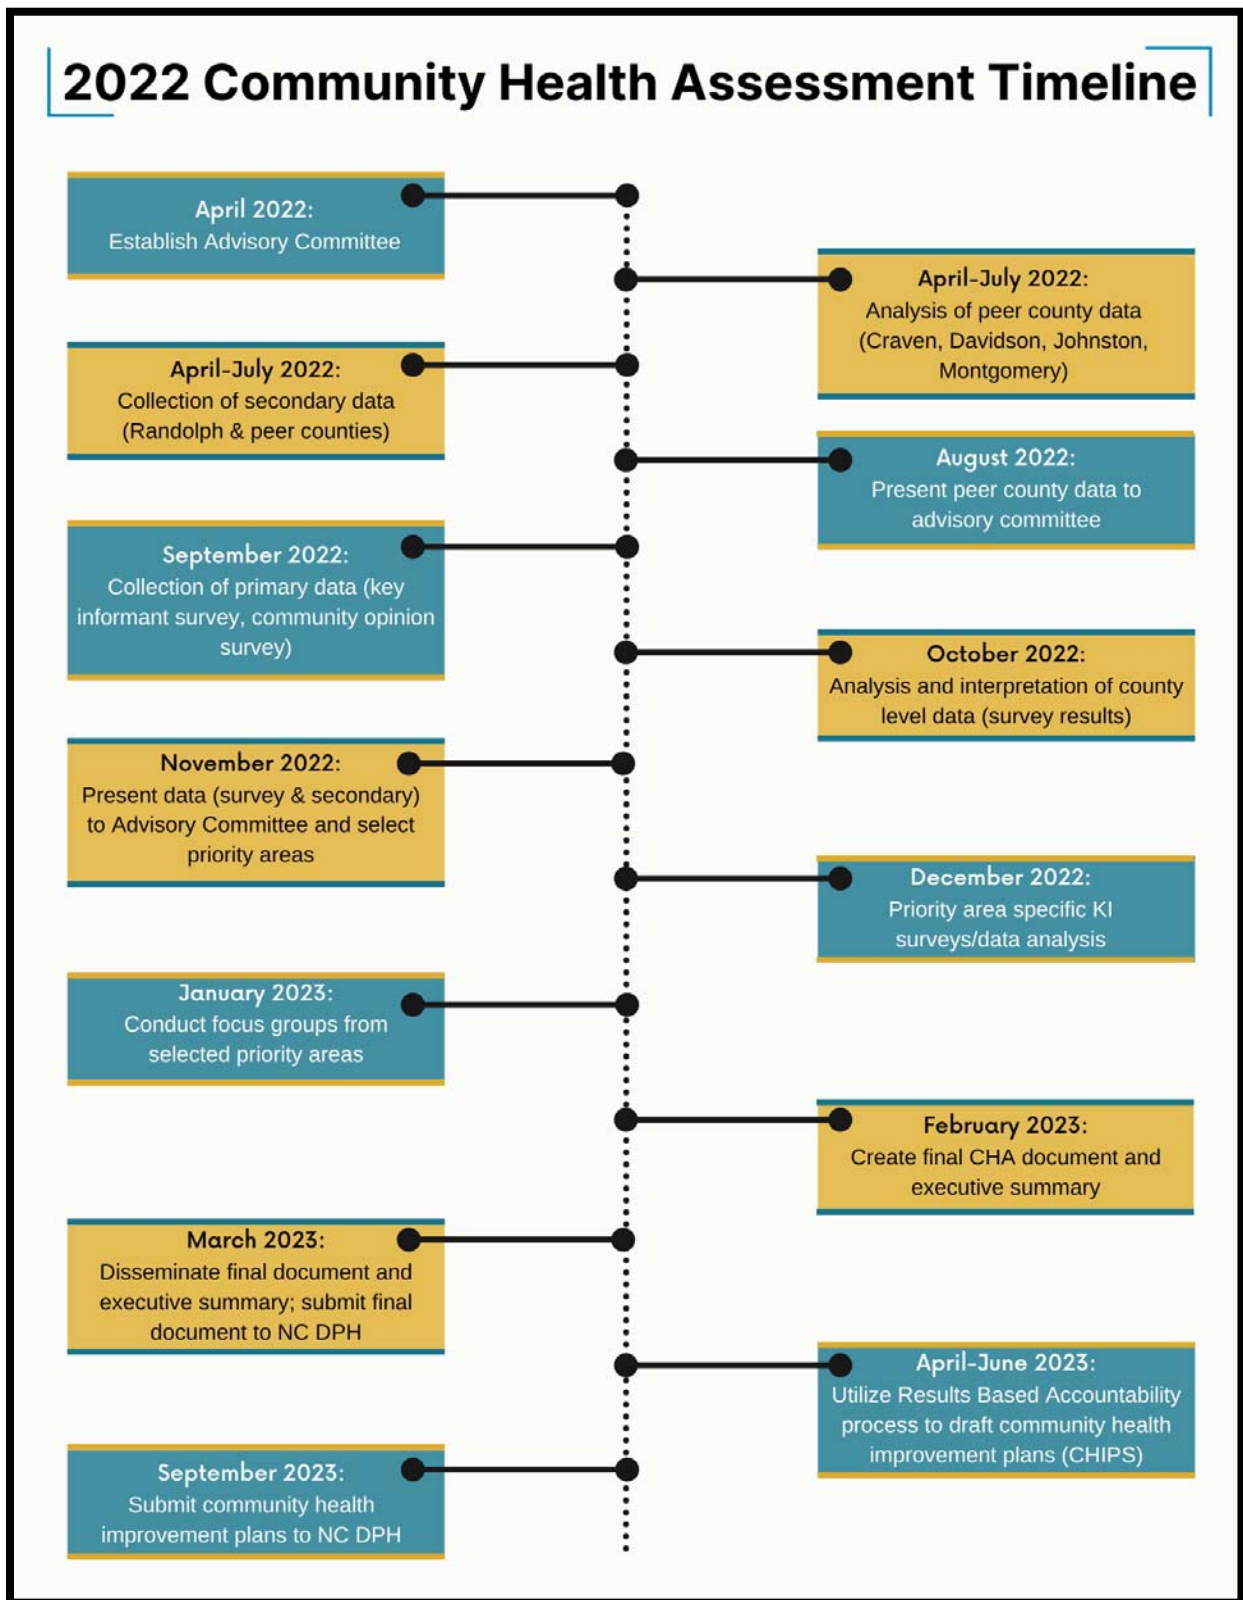 2022 Community Health Assessment Timeline
April 2022:
Establish Advisory Committee
April-July 2022:
Analysis of peer county data
(Craven, Davidson, Johnston,
Montgomery)
April-July 2022:
Collection of secondary data
(Randolph & peer counties)
August 2022:
Present peer county data to
advisory committee
September 2022:
Collection of primary data (key
informant survey, community opinion
survey)
October 2022:
Analysis and interpretation of county
level data (survey results)
November 2022:
Present data (survey & secondary)
to Advisory Committee and select
priority areas
December 2022:
Priority area specific KI
surveys/data analysis
January 2023:
Conduct focus groups from
selected priority areas
February 2023:
Create final CHA document and
executive summary
March 2023:
Disseminate final document and
executive summary; submit final
document to NC DPH
April-June 2023:
Utilize Results Based Accountability
process to draft community health
improvement plans (CHIPS)
September 2023:
Submit community health
improvement plans to NC DPH